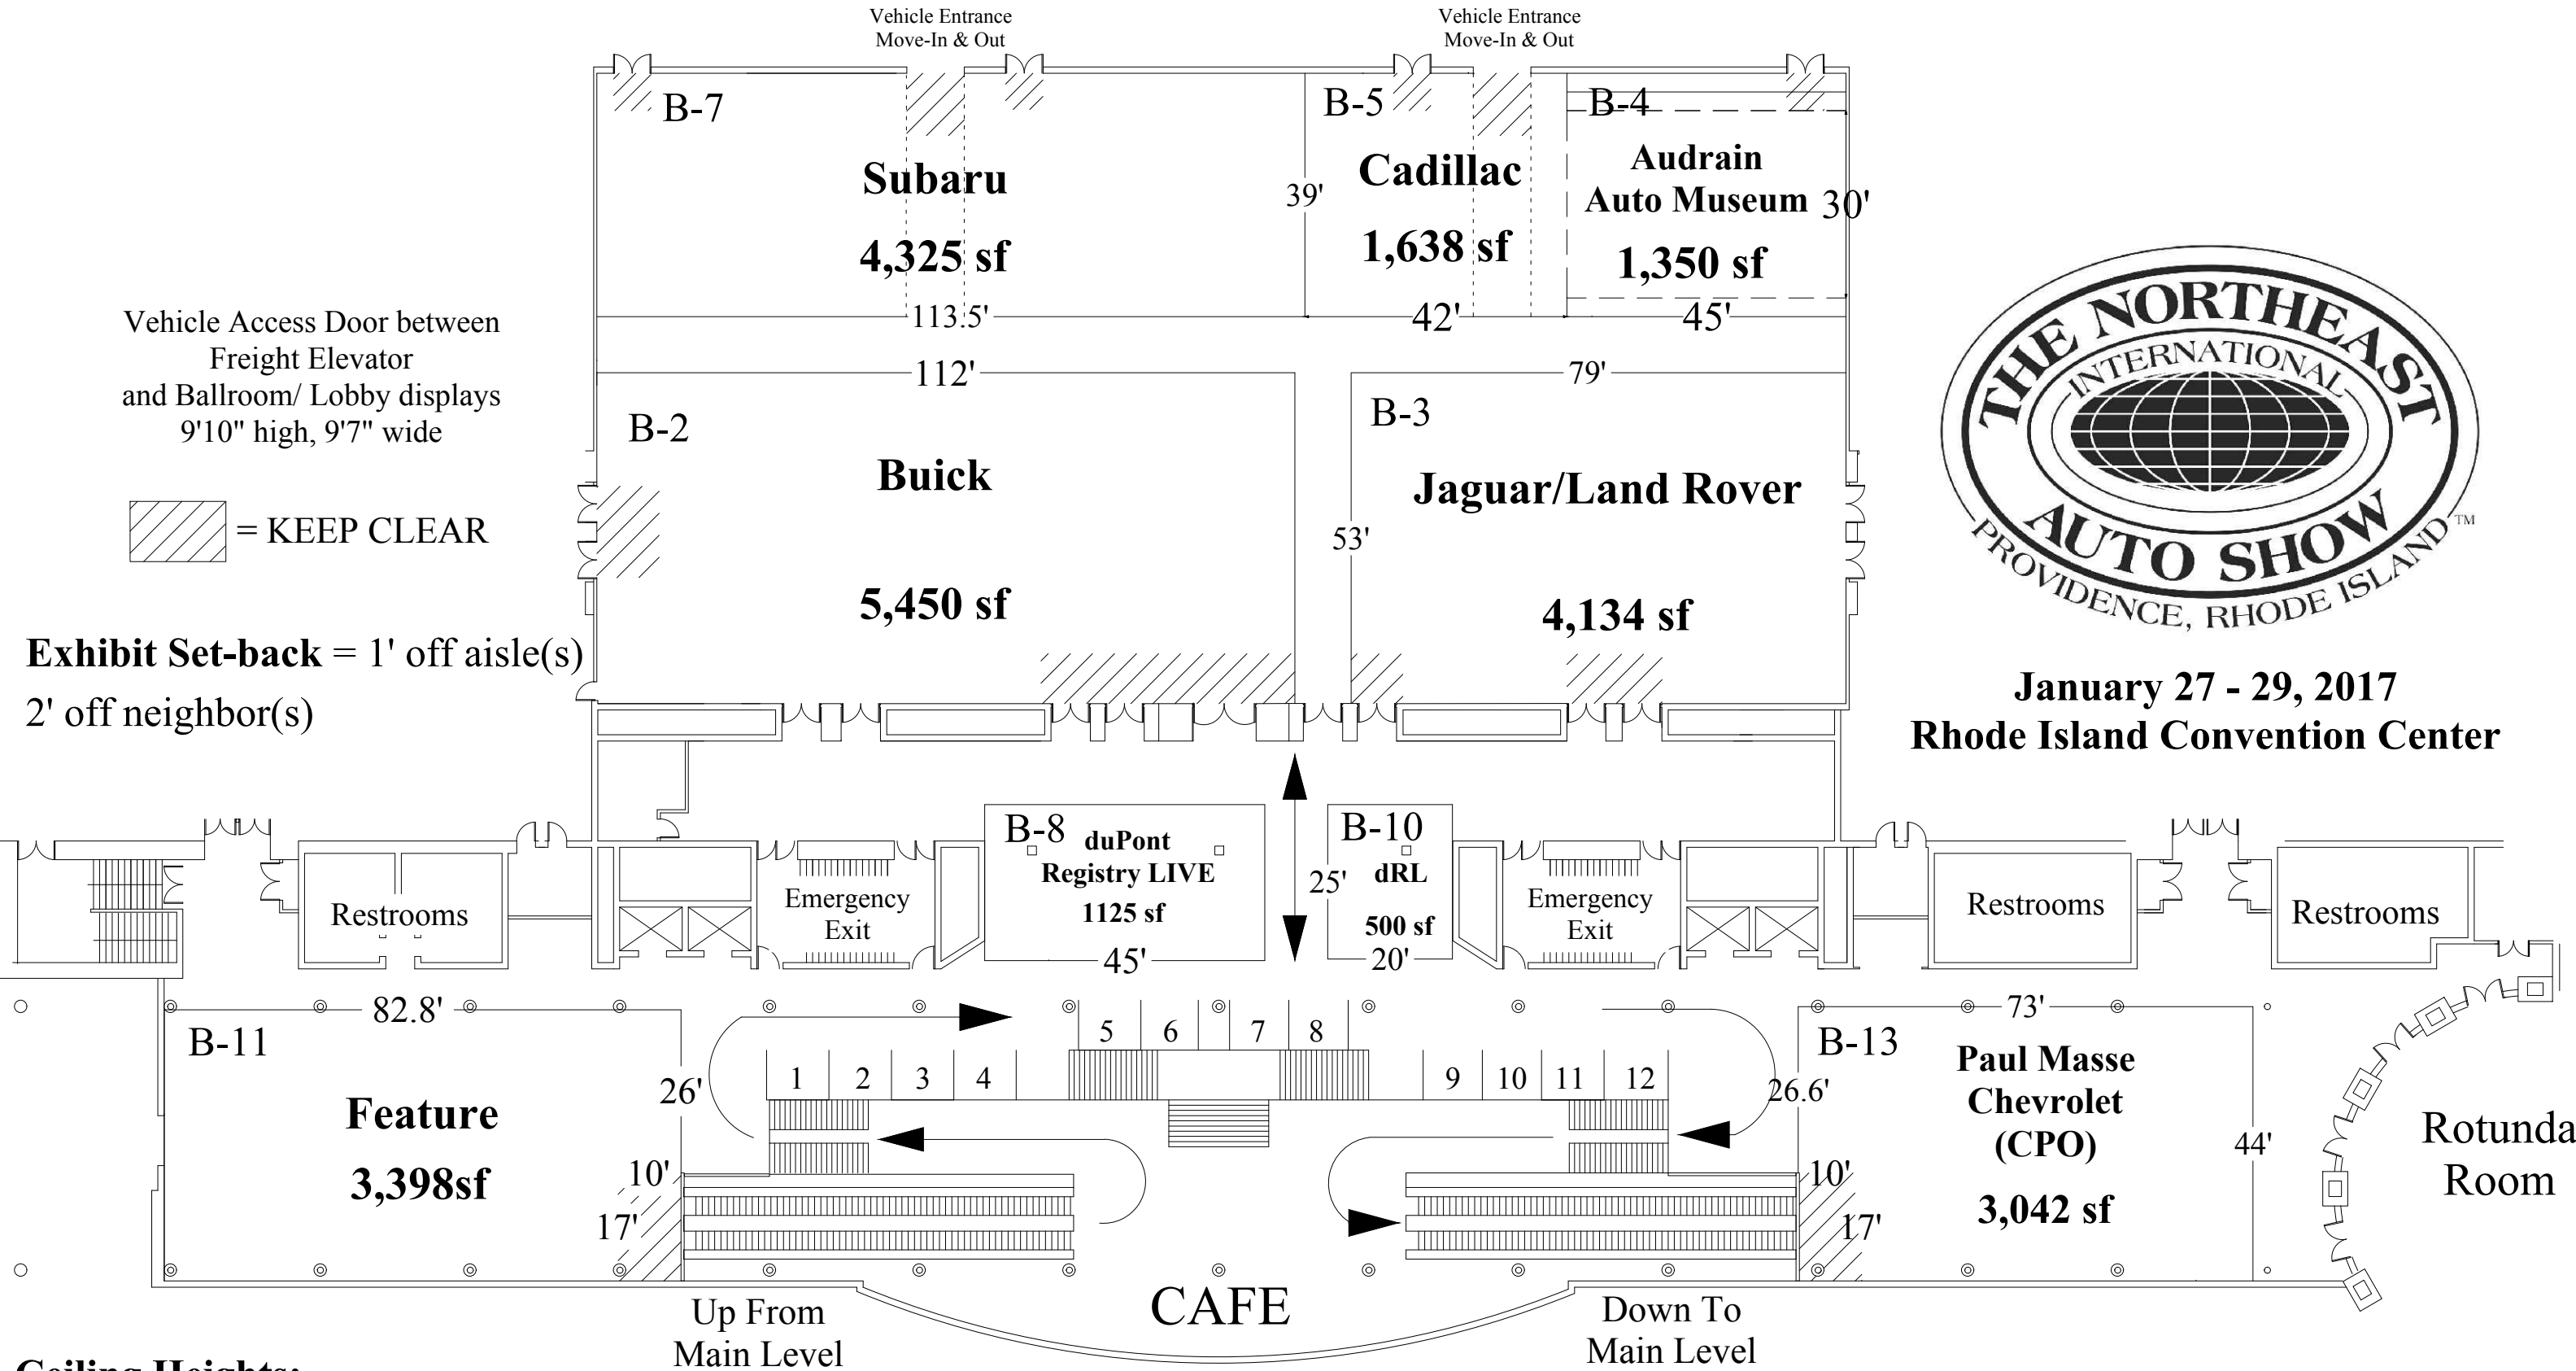 Vehicle Entrance
Move-In & Out
Vehicle Entrance
Move-In & Out
B-7
Subaru
4,325 sf
113.5'
B-5
39'
Cadillac
1,638 sf
42'
B-4
Audrain
Auto Museum
30'
1,350 sf
45'
Vehicle Access Door between
Freight Elevator
and Ballroom/ Lobby displays
9'10" high, 9'7" wide
= KEEP CLEAR
Exhibit Set-back = 1' off aisle(s)
2' off neighbor(s)
112'
B-2
Buick
5,450 sf
79'
B-3
Jaguar/Land Rover
53'
4,134 sf
THE NORTHEAST
INTERNATIONAL
AUTO SHOW
PROVIDENCE, RHODE ISLAND
TM
January 27 - 29, 2017
Rhode Island Convention Center
Restrooms
Emergency
Exit
B-8
duPont
Registry LIVE
1125 sf
45'
25'
B-10
dRL
500 sf
20'
Emergency
Exit
Restrooms
Restrooms
82.8'
B-11
Feature
3,398sf
26'
10'
17'
1
2
3
4
5
6
7
8
9
10
11
12
73'
B-13
26.6'
Paul Masse
Chevrolet
(CPO)
3,042 sf
44'
10'
17'
Rotunda
Room
Up From
Main Level
CAFE
Down To
Main Level
Ceiling Heights: